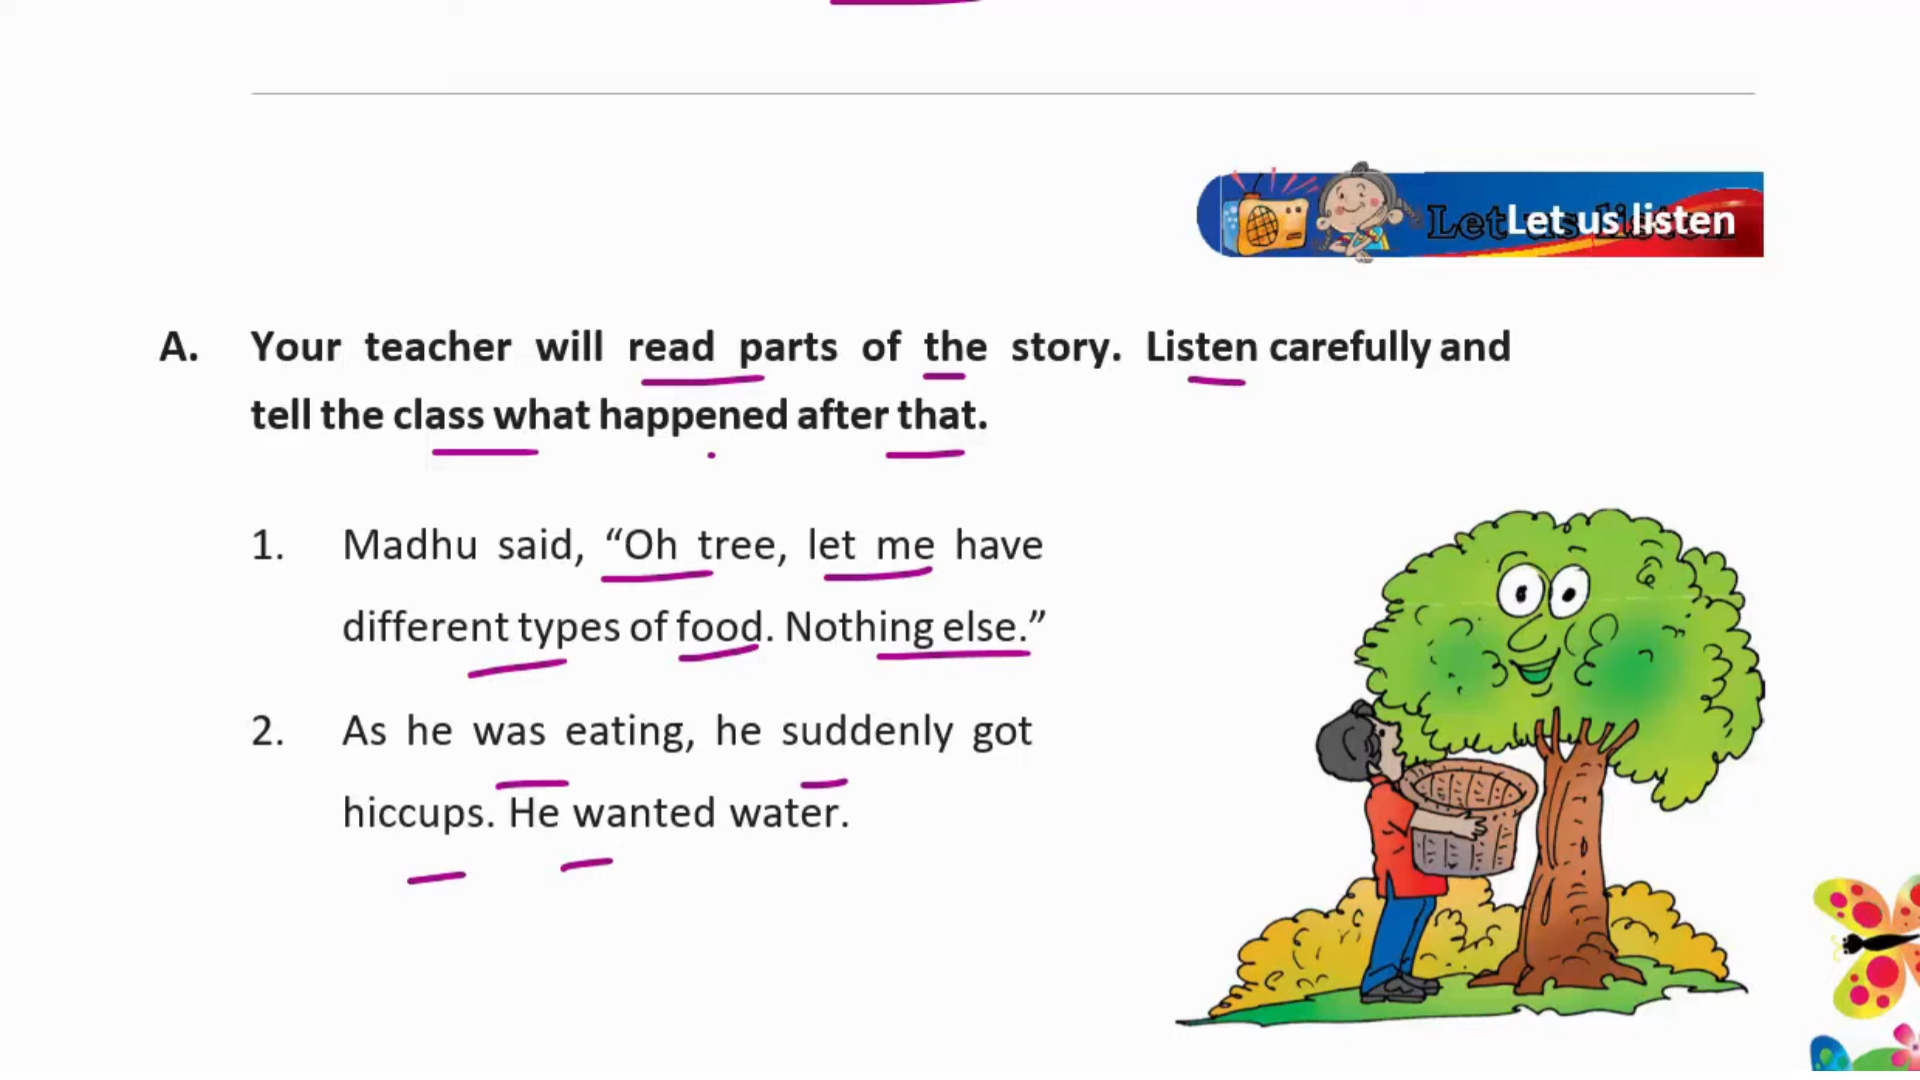 Let us listen
A. Your teacher will read parts of the story. Listen carefully and
tell the class what happened after that.
1. Madhu said, “Oh tree, let me have
different types of food. Nothing else.”
2. As he was eating, he suddenly got
hiccups. He wanted water.